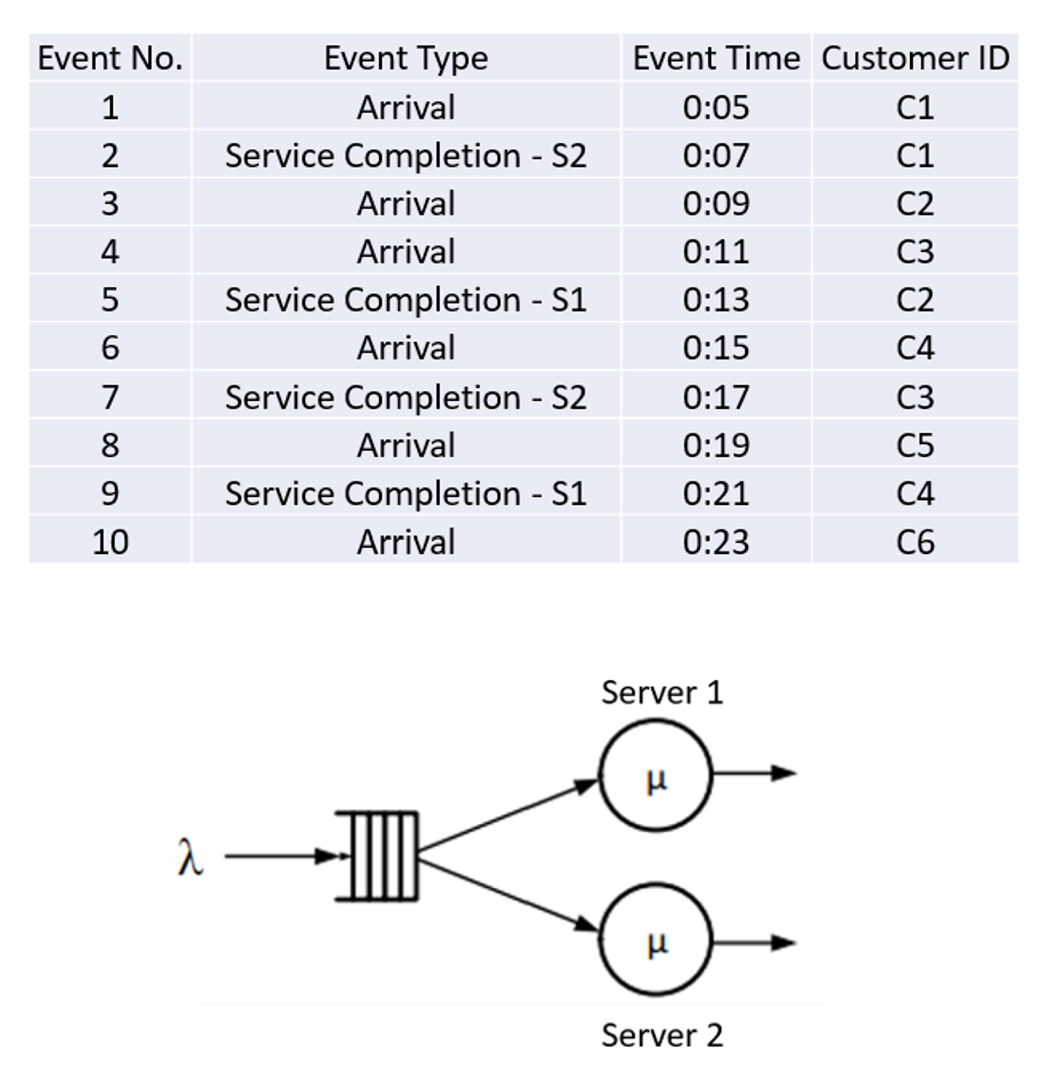 Event No. Event Type Event Time Customer ID
1 Arrival 0:05 C1
2 Service Completion - S2 0:07 C1
3 Arrival 0:09 C2
4 Arrival 0:11 C3
5 Service Completion - S1 0:13 C2
6 Arrival 0:15 C4
7 Service Completion - S2 0:17 C3
8 Arrival 0:19 C5
9 Service Completion - S1 0:21 C4
10 Arrival 0:23 C6
Server 1
μ
λ
μ
Server 2